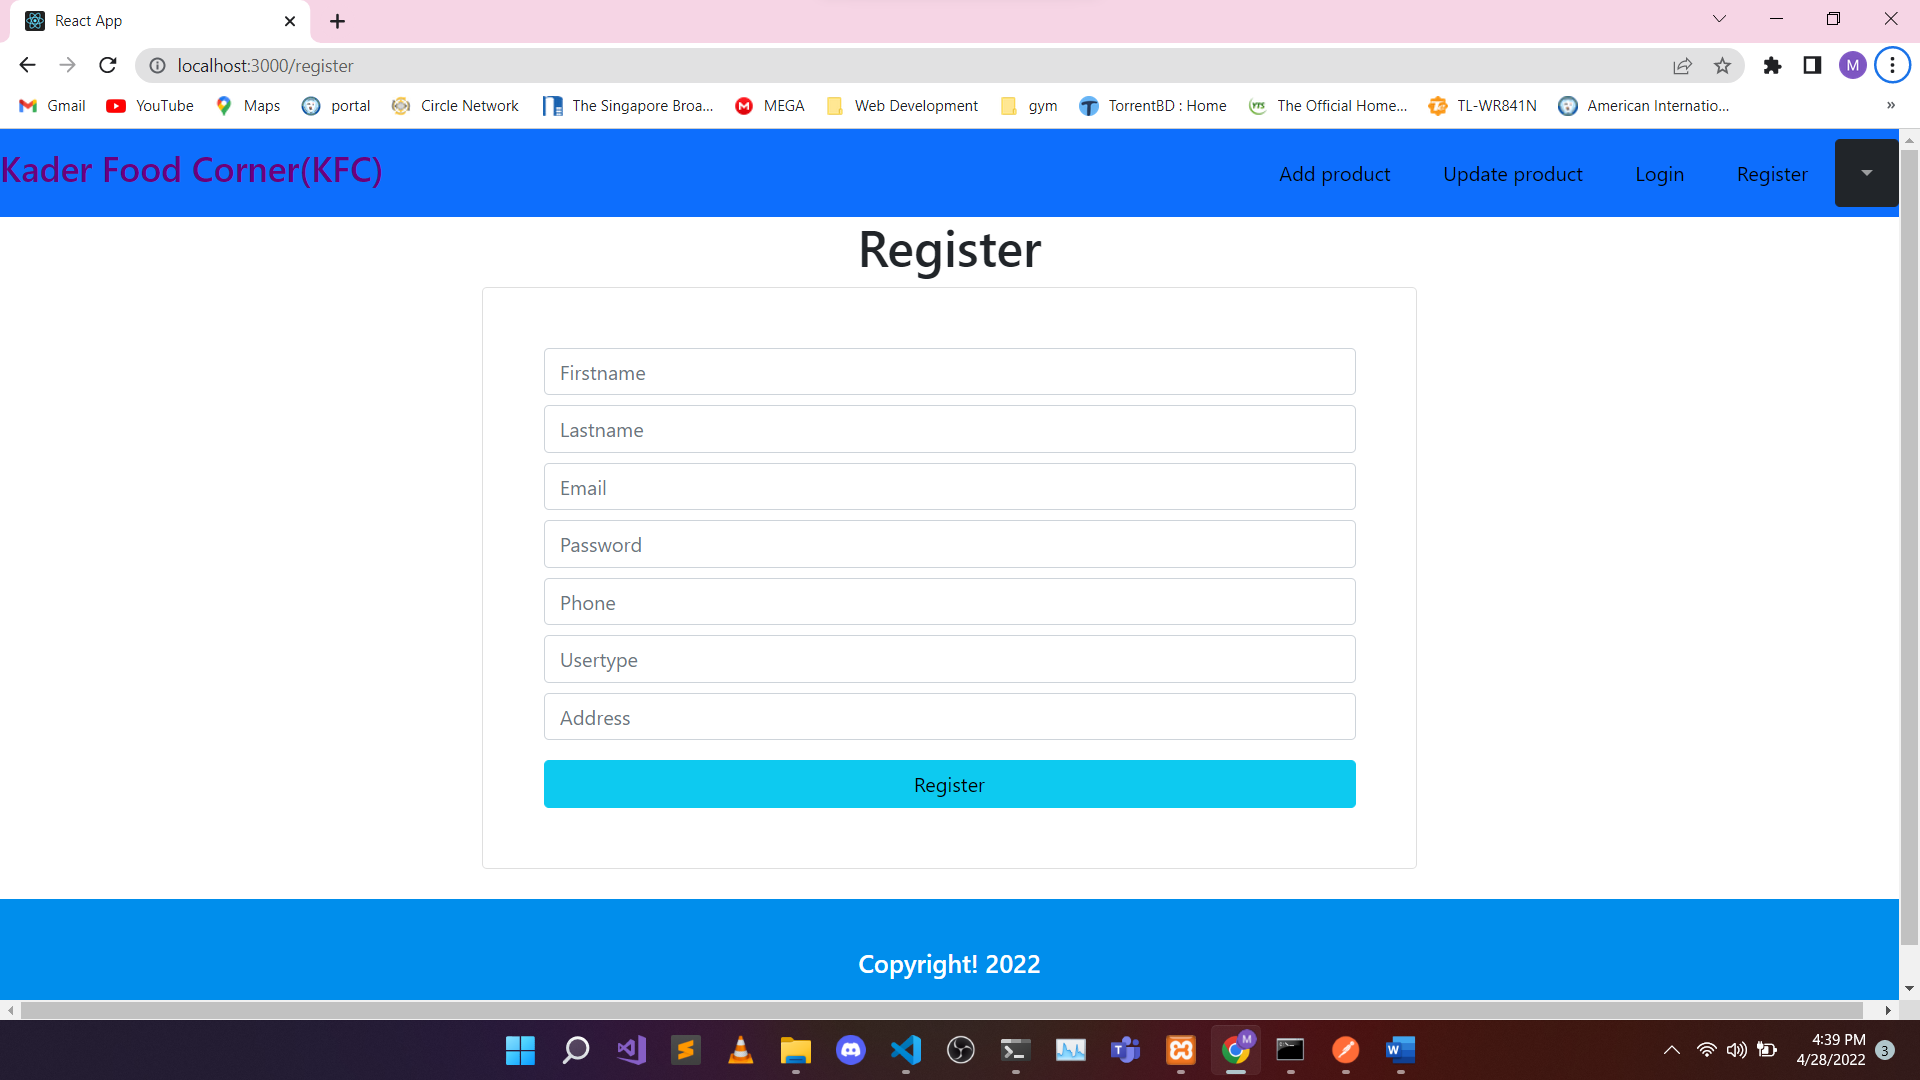 React App
localhost:3000/register
M
Gmail YouTube Maps portal Circle Network The Singapore Broa... MEGA Web Development gym TorrentBD : Home The Official Home... TL-WR841N American Internatio... »
Kader Food Corner(KFC)
Add product Update product Login Register
Register
Firstname
Lastname
Email
Password
Phone
Usertype
Address
Register
Copyright! 2022
4:39 PM
4/28/2022
3